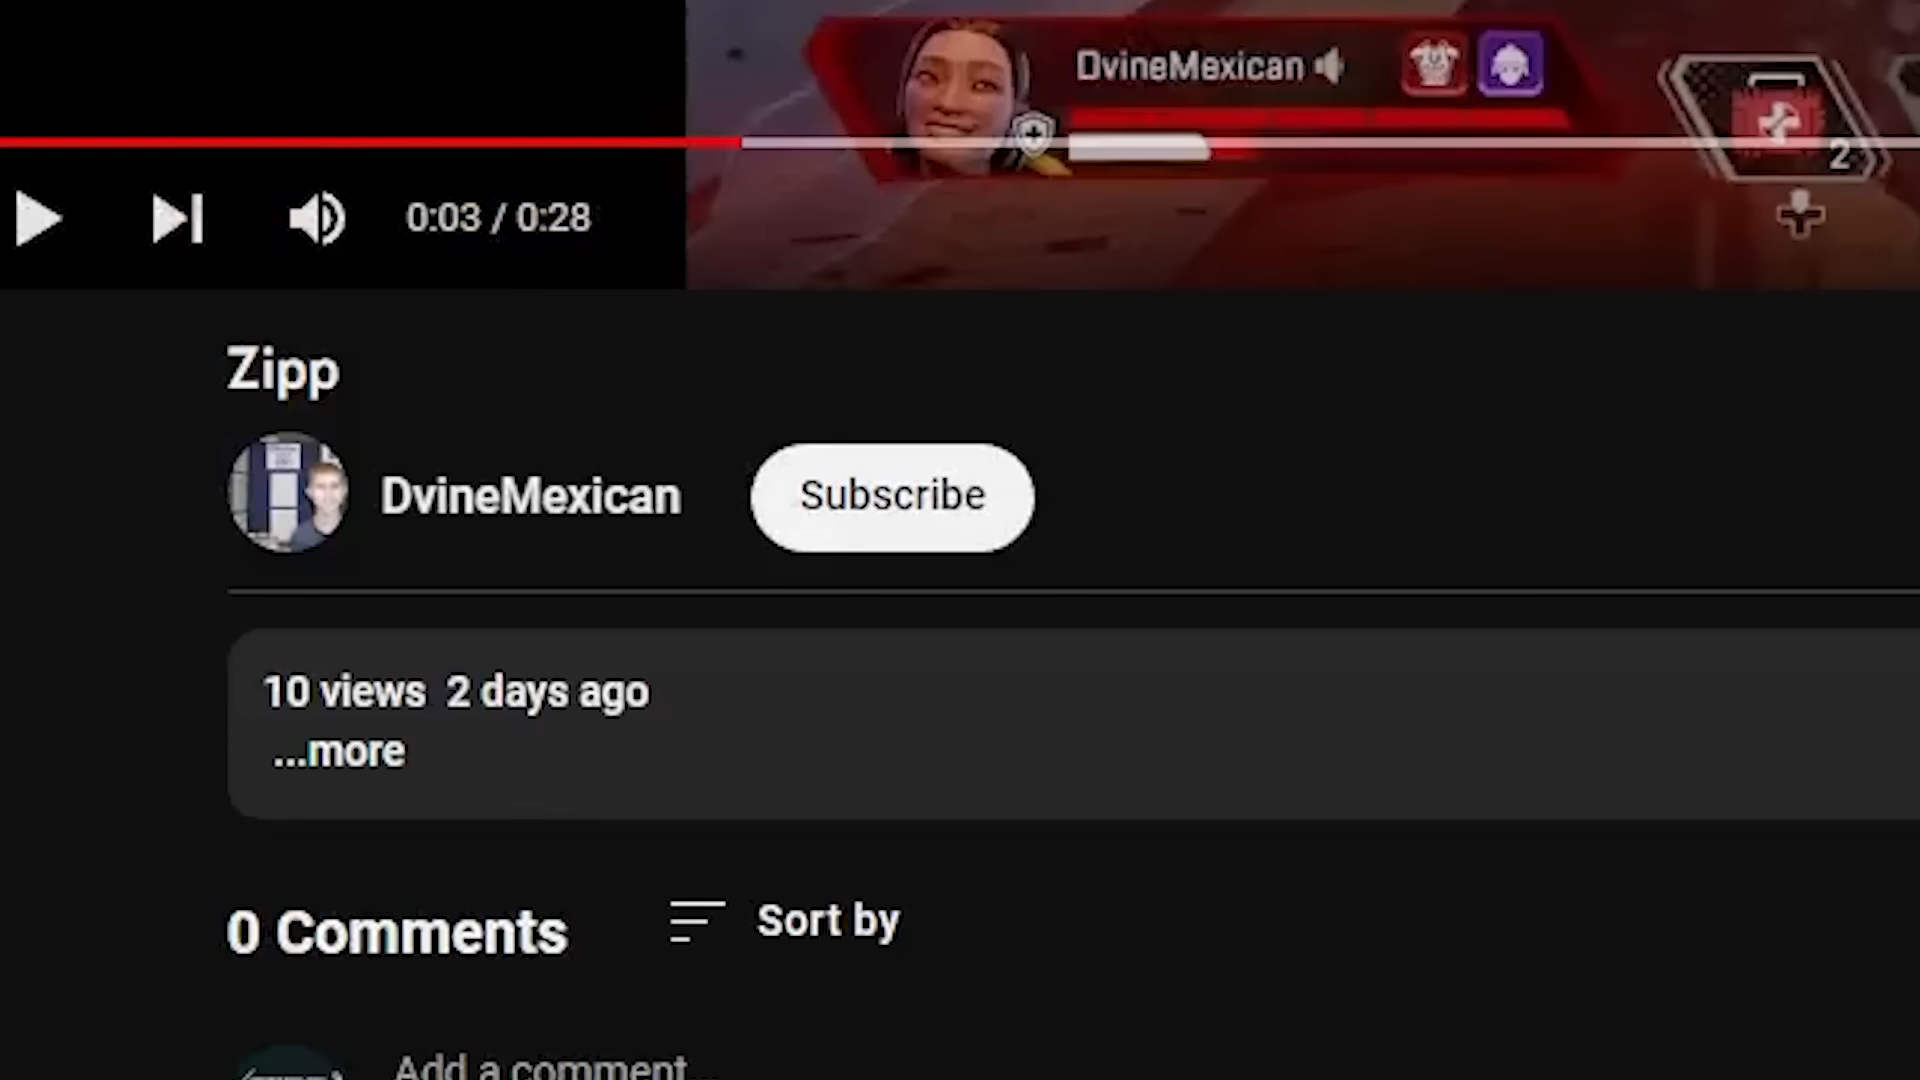 DvineMexican
2
0:03 / 0:28
Zipp
DvineMexican
Subscribe
10 views 2 days ago
...more
0 Comments
Sort by
Add a comment...